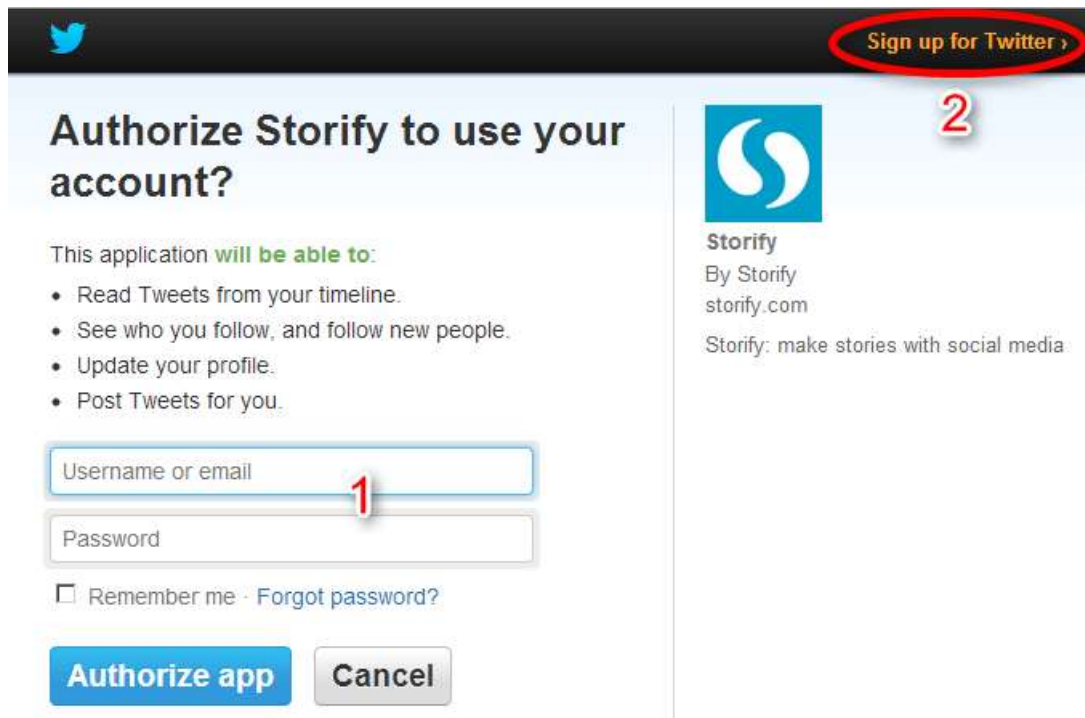 Sign up for Twitter ›
2
Authorize Storify to use your
account?
This application will be able to:
• Read Tweets from your timeline.
• See who you follow, and follow new people.
• Update your profile.
• Post Tweets for you.
Username or email
1
Password
Remember me · Forgot password?
Authorize app Cancel
Storify
By Storify
storify.com
Storify: make stories with social media